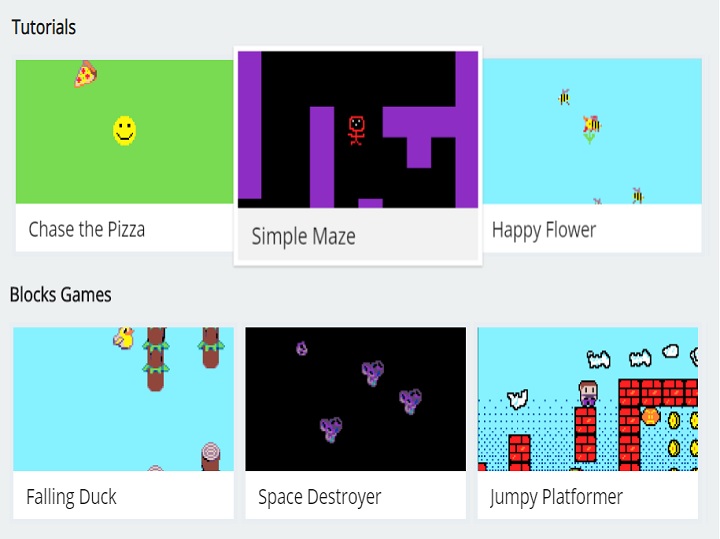 Tutorials
Chase the Pizza
Simple Maze
Happy Flower
Blocks Games
Falling Duck
Space Destroyer
Jumpy Platformer